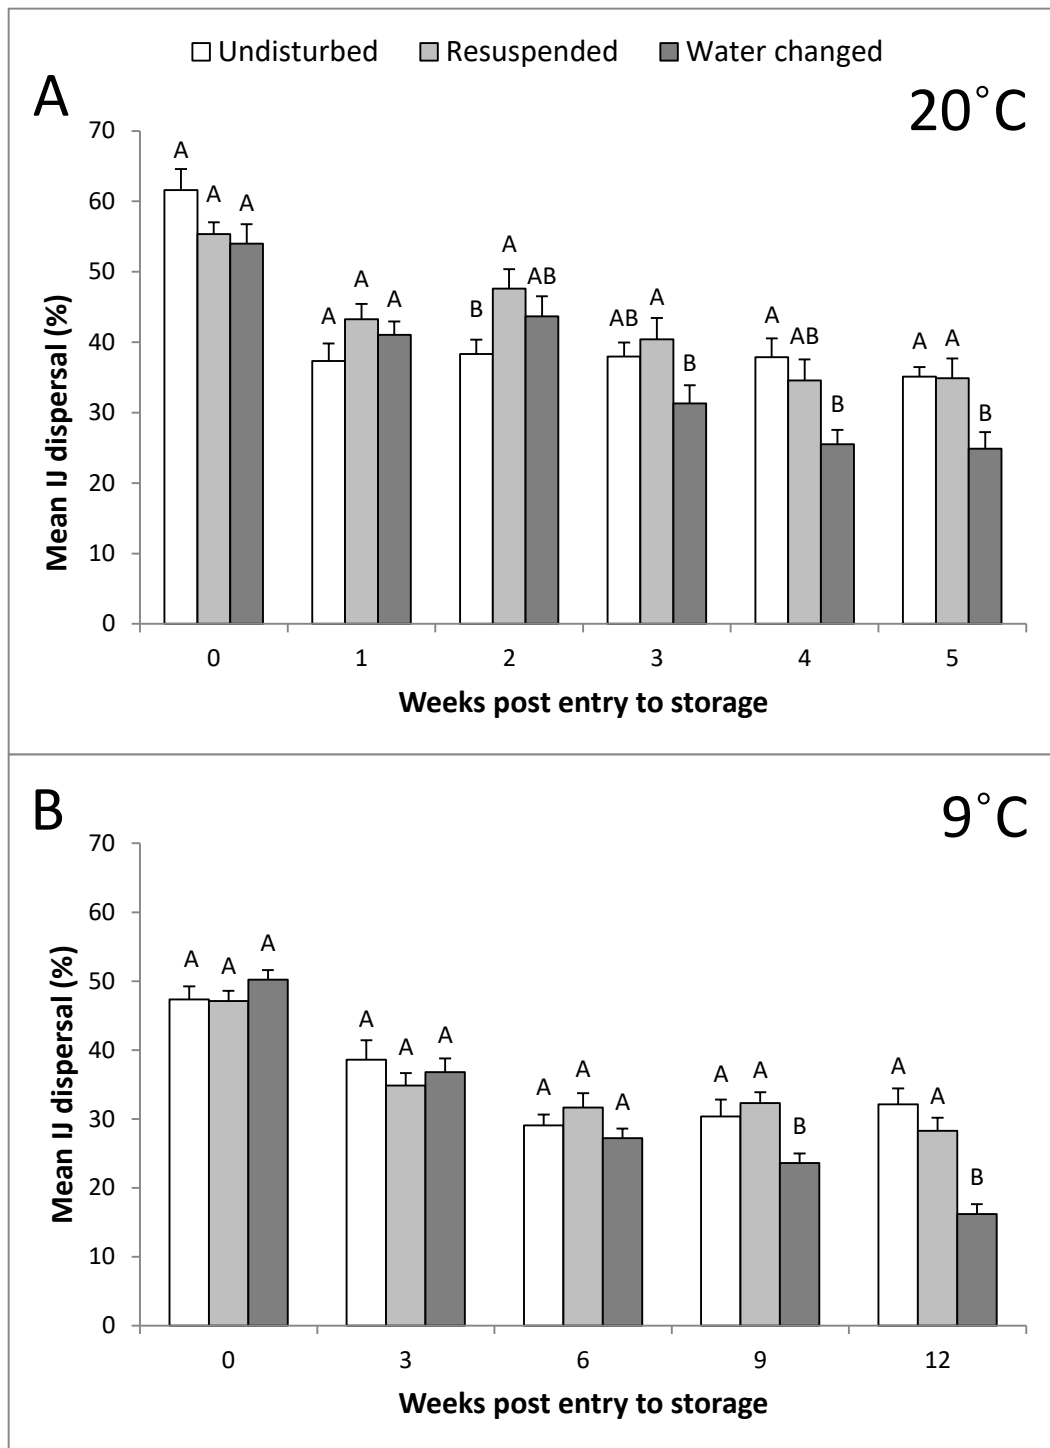 Undisturbed Resuspended Water changed
A 20˚C
70
60
50
40
30
20
10
0
Mean IJ dispersal (%)
A A A
A A A
B A AB
AB A B
A AB B
A A B
0 1 2 3 4 5
Weeks post entry to storage
B 9˚C
70
60
50
40
30
20
10
0
Mean IJ dispersal (%)
A A A
A A A
A A A
A A B
A A B
0 3 6 9 12
Weeks post entry to storage